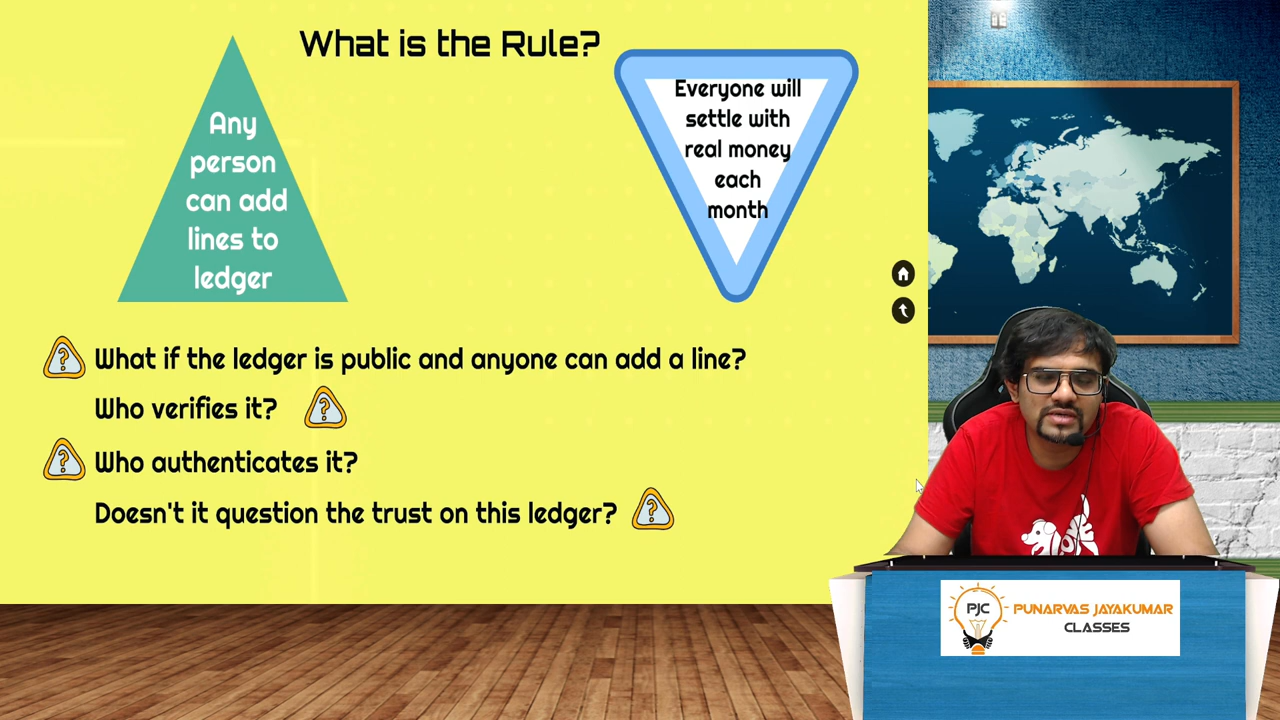 What is the Rule?
Any
person
can add
lines to
ledger
Everyone will
settle with
real money
each
month
What if the ledger is public and anyone can add a line?
Who verifies it?
Who authenticates it?
Doesn't it question the trust on this ledger?
PJC
PUNARVAS JAYAKUMAR
CLASSES